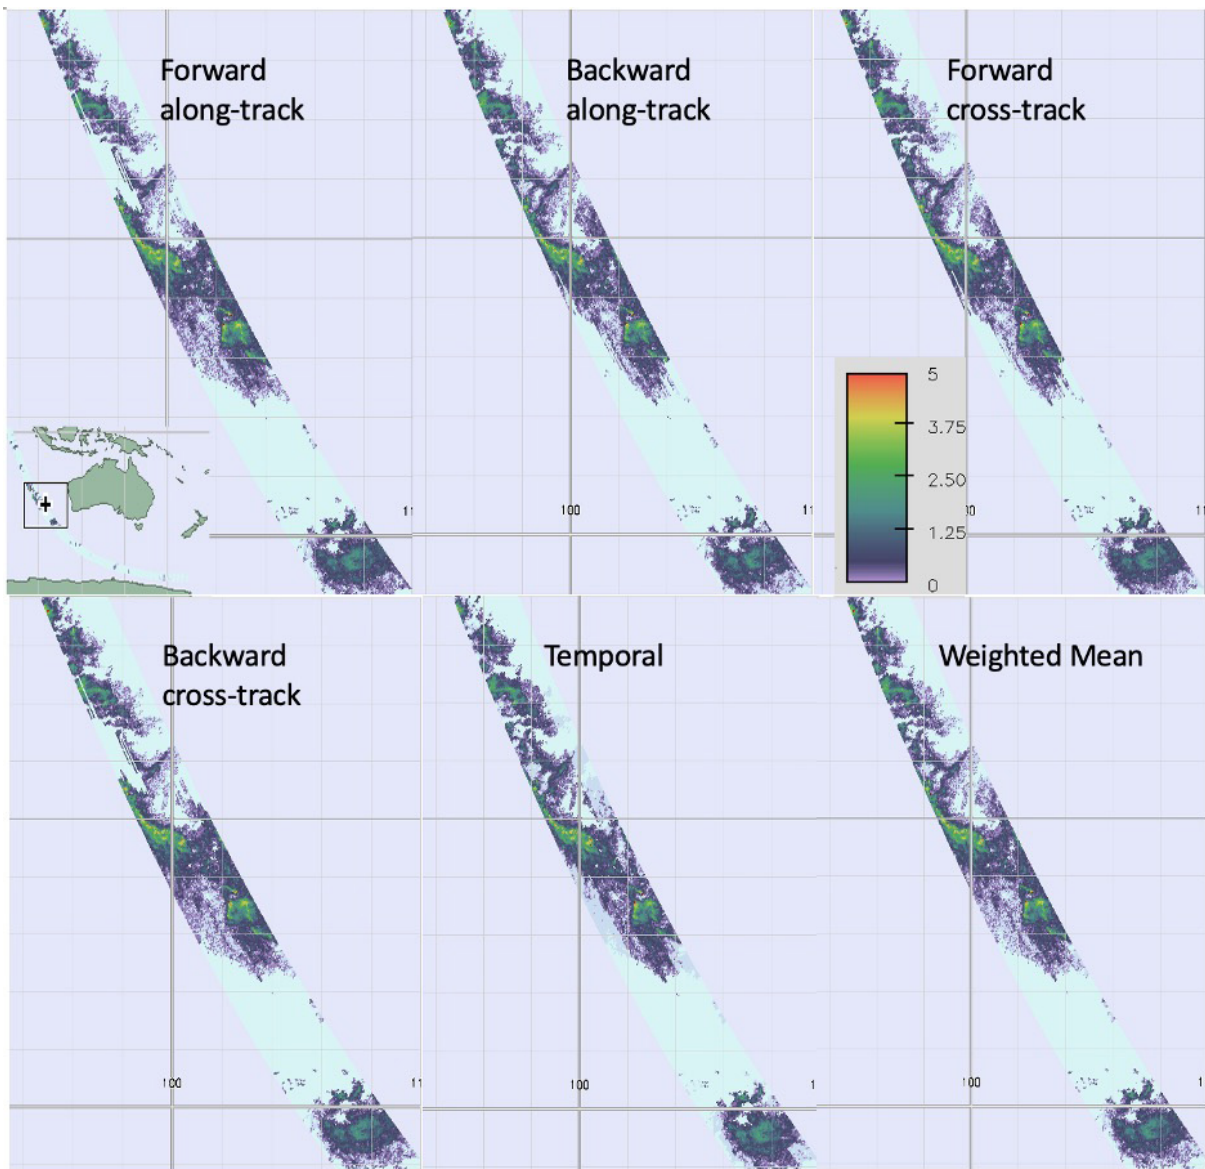 Forward
along-track
Backward
along-track
Forward
cross-track
5
3.75
2.50
1.25
0
100
Backward
cross-track
Temporal
Weighted Mean
100
100
100